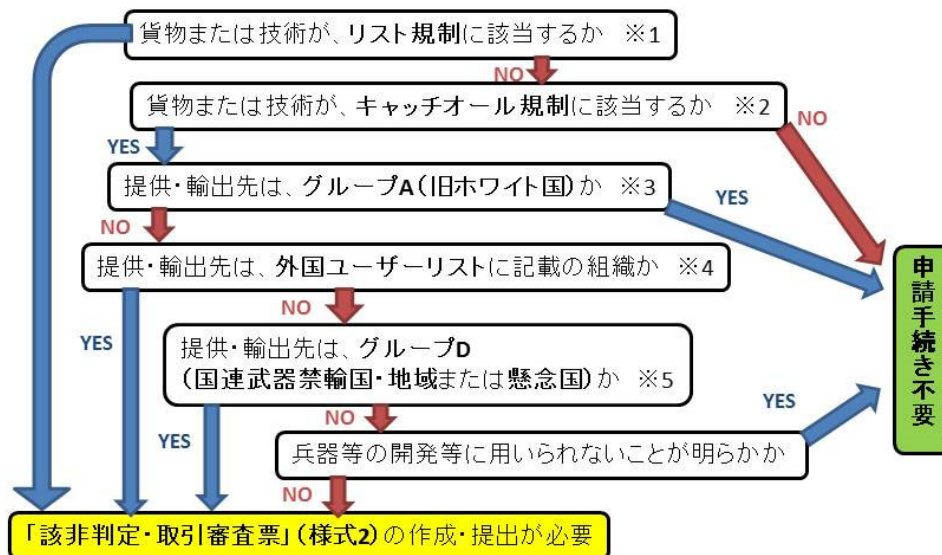 貨物または技術が、リスト規制に該当するか ※1
NO
貨物または技術が、キャッチオール規制に該当するか ※2
NO
YES
提供・輸出先は、グループA(旧ホワイト国)か ※3
YES
NO
提供・輸出先は、外国ユーザーリストに記載の組織か ※4
NO
YES
提供・輸出先は、グループD
(国連武器禁輸国・地域または懸念国)か ※5
NO
YES
YES
兵器等の開発等に用いられないことが明らかか
NO
申請手続き不要
「該非判定・取引審査票」(様式2)の作成・提出が必要